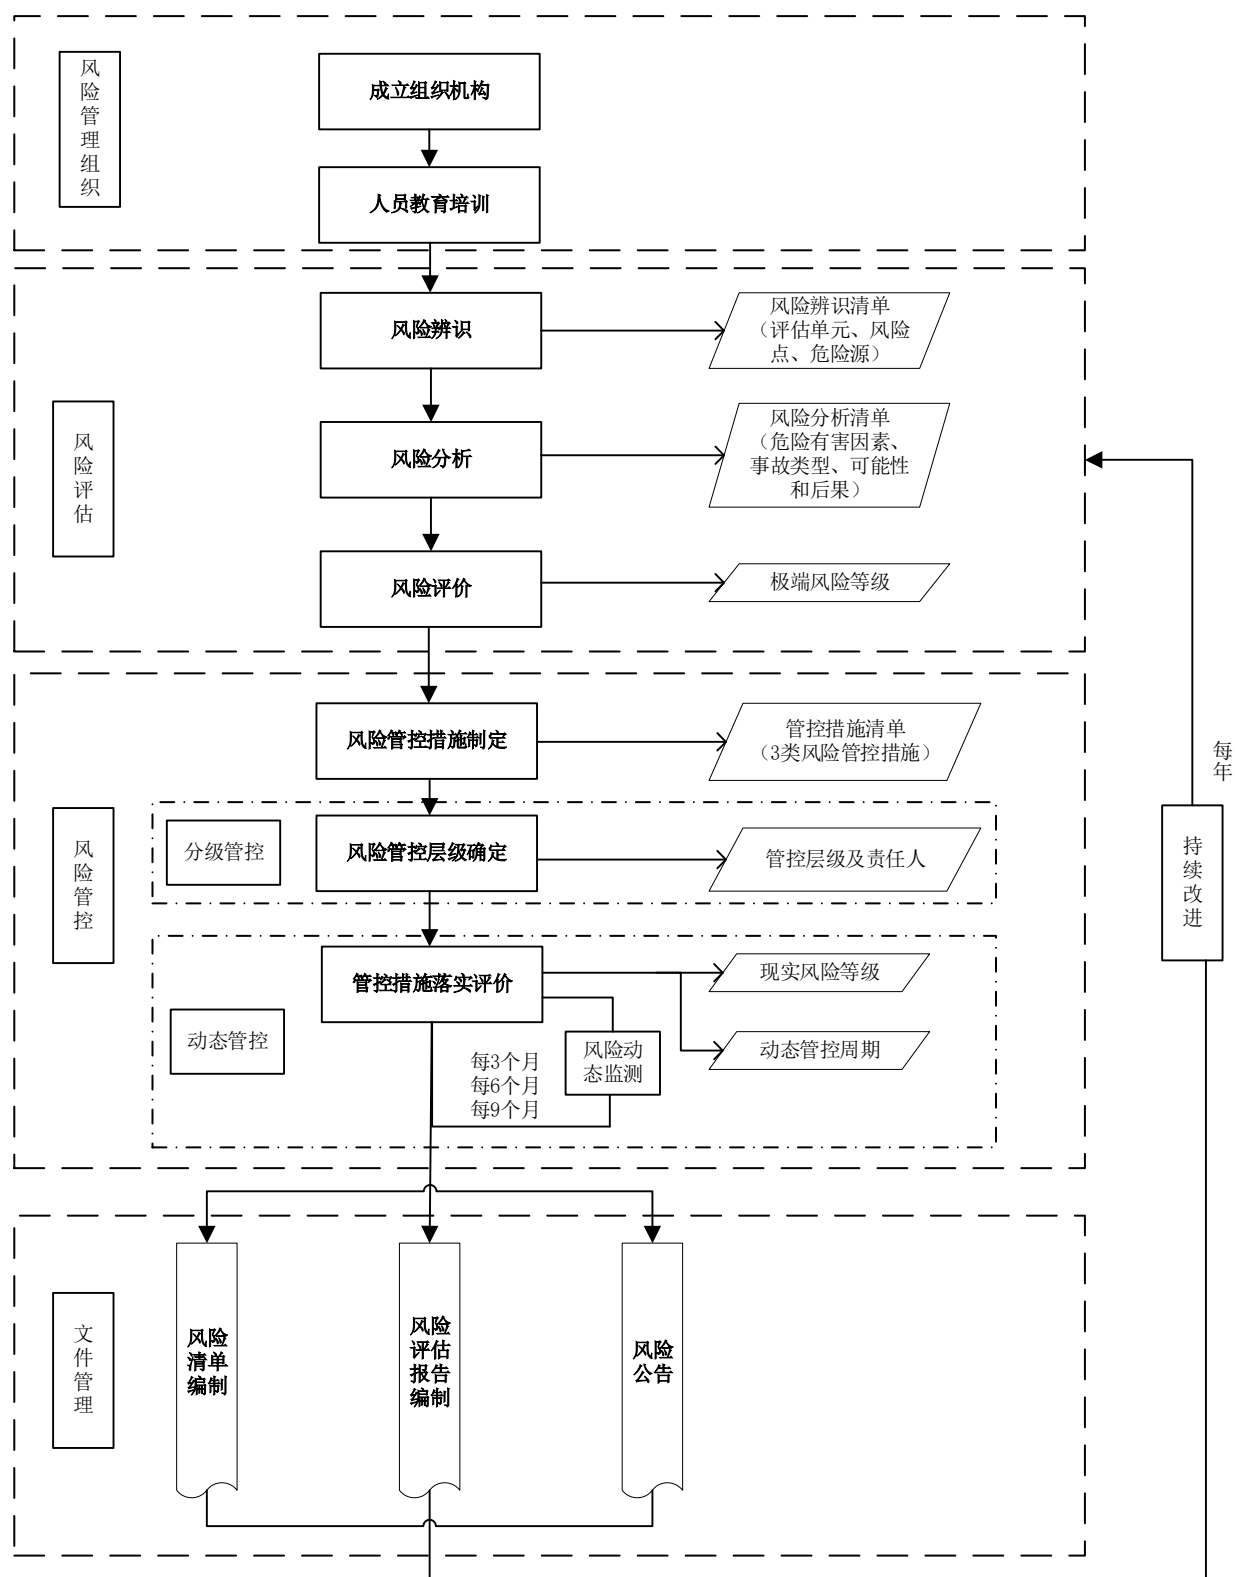 风险管理组织
成立组织机构
人员教育培训
风险评估
风险辨识
风险辨识清单
（评估单元、风险
点、危险源）
风险分析
风险分析清单
（危险有害因素、
事故类型、可能性
和后果）
风险评价
极端风险等级
风险管控
风险管控措施制定
管控措施清单
（3类风险管控措施）
分级管控
风险管控层级确定
管控层级及责任人
动态管控
管控措施落实评价
现实风险等级
动态管控周期
风险动
态监测
每3个月
每6个月
每9个月
每年
持续改进
文件管理
风险
清单
编制
风险
评估
报告
编制
风险
公告